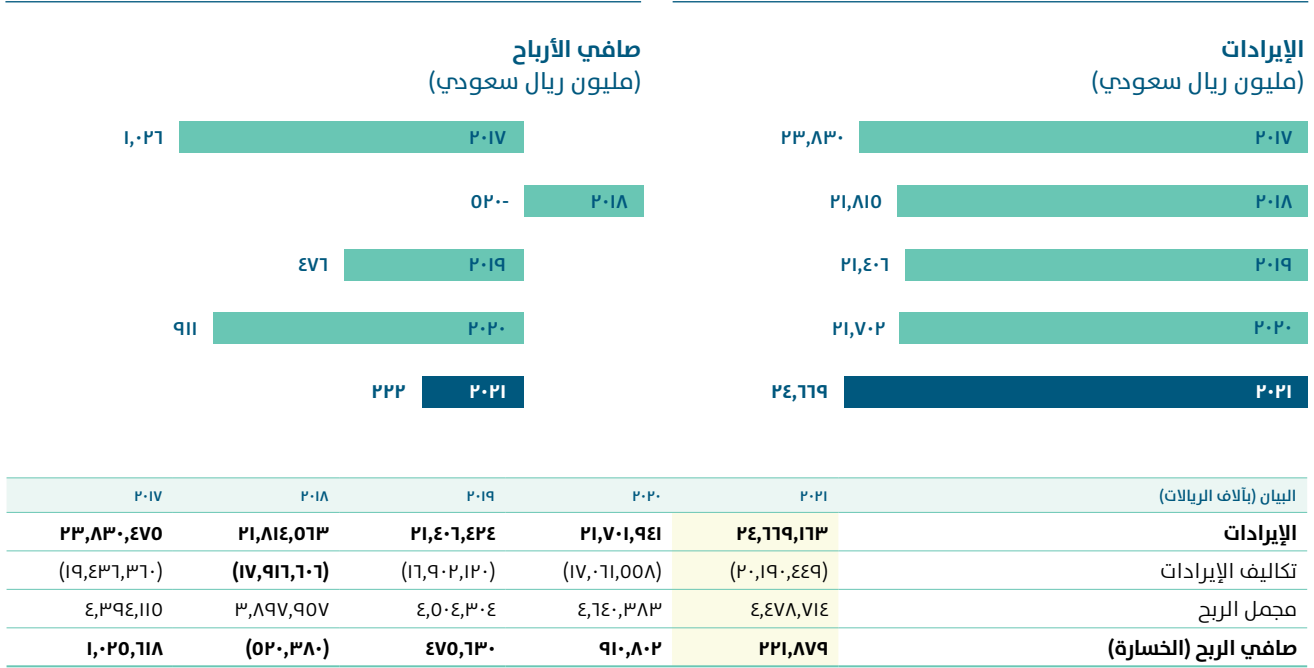 الإيرادات
(مليون ريال سعودي)
٢٠١٧ ٢٣,٨٣٠
٢٠١٨ ٢١,٨١٥
٢٠١٩ ٢١,٤٠٦
٢٠٢٠ ٢١,٧٠٢
٢٠٢١ ٢٤,٦٦٩
صافي الأرباح
(مليون ريال سعودي)
٢٠١٧ ١,٠٢٦
٢٠١٨ -٥٢٠
٢٠١٩ ٤٧٦
٢٠٢٠ ٩١١
٢٠٢١ ٢٢٢
البيان (بآلاف الريالات) ٢٠٢١ ٢٠٢٠ ٢٠١٩ ٢٠١٨ ٢٠١٧
الإيرادات ٢٤,٦٦٩,١٦٣ ٢١,٧٠١,٩٤١ ٢١,٤٠٦,٤٢٤ ٢١,٨١٤,٥٦٣ ٢٣,٨٣٠,٤٧٥
تكاليف الإيرادات (٢٠,١٩٠,٤٤٩) (١٧,٠٦١,٥٥٨) (١٦,٩٠٢,١٢٠) (١٧,٩١٦,٦٠٦) (١٩,٤٣٦,٣٦٠)
مجمل الربح ٤,٤٧٨,٧١٤ ٤,٦٤٠,٣٨٣ ٤,٥٠٤,٣٠٤ ٣,٨٩٧,٩٥٧ ٤,٣٩٤,١١٥
صافي الربح (الخسارة) ٢٢١,٨٧٩ ٩١٠,٨٠٢ ٤٧٥,٦٣٠ (٥٢٠,٣٨٠) ١,٠٢٥,٦١٨